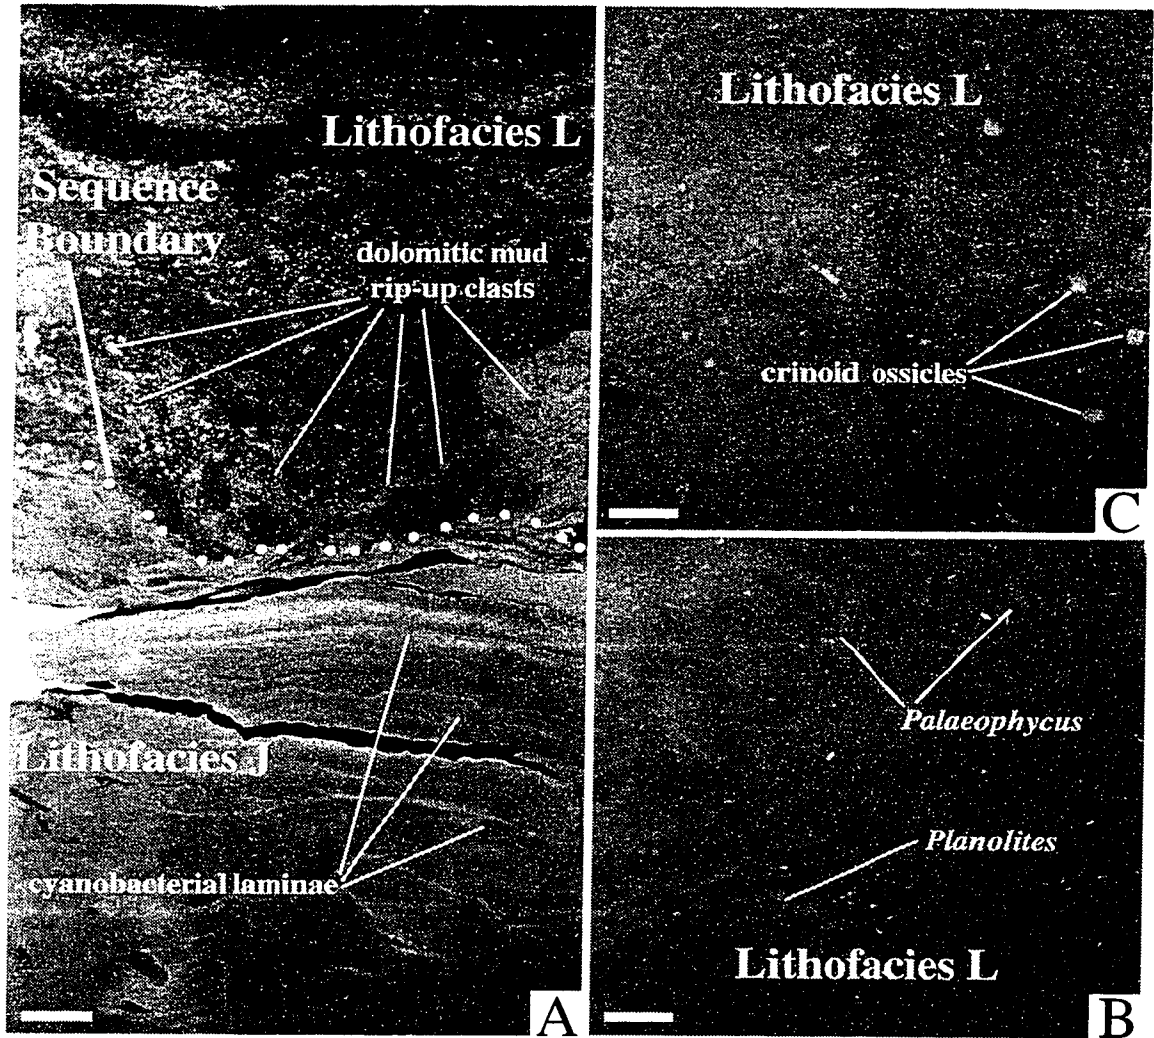 Lithofacies L
Sequence
Boundary
dolomitic mud
rip-up clasts
Lithofacies J
cyanobacterial laminae
A
Lithofacies L
crinoid ossicles
C
Palaeophycus
Planolites
Lithofacies L
B